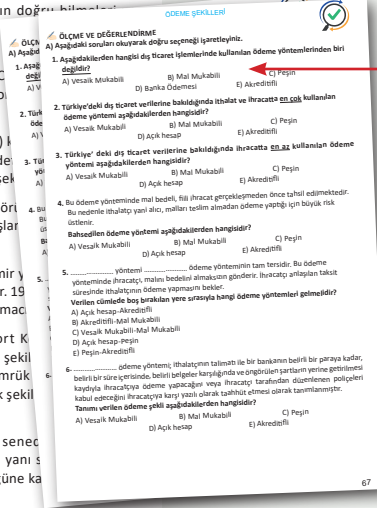 ÖDEME ŞEKİLLERİ
ÖLÇME VE DEĞERLENDİRME
A) Aşağıdaki soruları okuyarak doğru seçeneği işaretleyiniz.
1. Aşağıdakilerden hangisi dış ticaret işlemlerinde kullanılan ödeme yöntemlerinden biri
değildir?
A) Vesaik Mukabili B) Mal Mukabili C) Peşin
D) Banka Ödemesi E) Akreditifli
2. Türkiye'deki dış ticaret verilerine bakıldığında ithalat ve ihracatta en çok kullanılan
ödeme yöntemi aşağıdakilerden hangisidir?
A) Vesaik Mukabili B) Mal Mukabili C) Peşin
D) Açık hesap E) Akreditifli
3. Türkiye' deki dış ticaret verilerine bakıldığında ihracatta en az kullanılan ödeme
yöntemi aşağıdakilerden hangisidir?
A) Vesaik Mukabili B) Mal Mukabili C) Peşin
D) Açık hesap E) Akreditifli
4. Bu ödeme yönteminde mal bedeli, fiili ihracat gerçekleşmeden önce tahsil edilmektedir.
Bu nedenle ithalatçı yani alıcı, malları teslim almadan ödeme yaptığı için büyük risk
üstlenir.
Bahsedilen ödeme yöntemi aşağıdakilerden hangisidir?
A) Vesaik Mukabili B) Mal Mukabili C) Peşin
D) Açık hesap E) Akreditifli
5. .................... yöntemi .................... ödeme yönteminin tam tersidir. Bu ödeme
yönteminde ihracatçı, malını bedelini almaksızın gönderir. İhracatçı anlaşılan taksit
süresinde ithalatçının ödeme yapmasını bekler.
Verilen cümlede boş bırakılan yere sırasıyla hangi ödeme yöntemleri gelmelidir?
A) Açık hesap-Akreditifli
B) Akreditifli-Mal Mukabili
C) Vesaik Mukabili-Mal Mukabili
D) Açık hesap-Peşin
E) Peşin-Akreditifli
6- .................... ödeme yöntemi; ithalatçının talimatı ile bir bankanın belirli bir paraya kadar,
belirli bir süre içerisinde, belirli belgeler karşılığında ve öngörülen şartların yerine getirilmesi
kaydıyla ihracatçıya ödeme yapacağını veya ihracatçı tarafından düzenlenen poliçeleri
kabul edeceğini ihracatçıya karşı yazılı olarak taahhüt etmesi olarak tanımlanmıştır.
Tanımı verilen ödeme şekli aşağıdakilerden hangisidir?
A) Vesaik Mukabili B) Mal Mukabili C) Peşin
D) Açık hesap E) Akreditifli
67